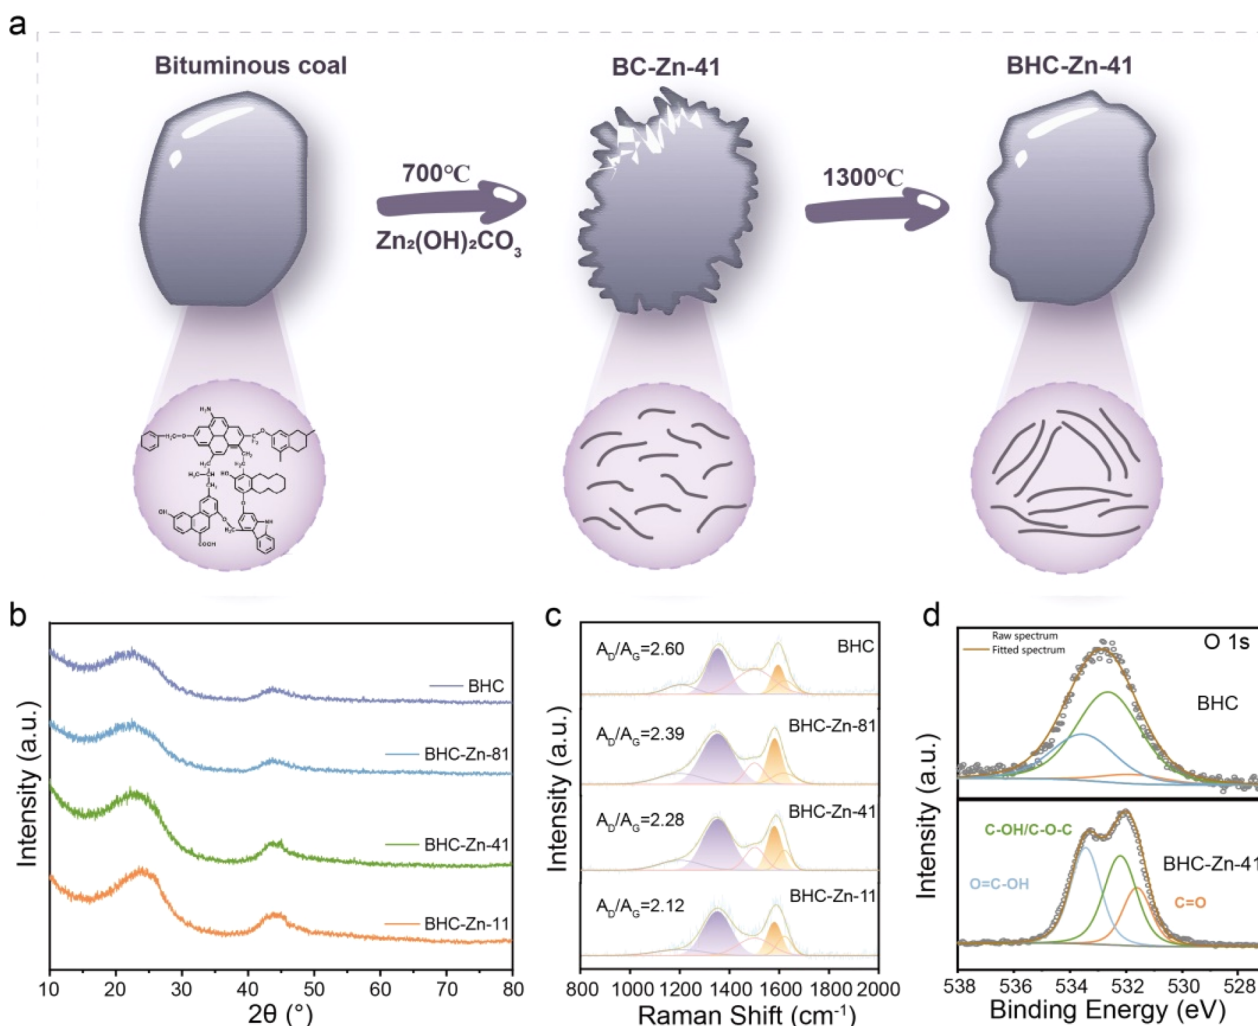 a
Bituminous coal
BC-Zn-41
BHC-Zn-41
700℃
Zn₂(OH)₂CO₃
1300℃
H₂N
OH
COOH
NH
b
BHC
BHC-Zn-81
BHC-Zn-41
BHC-Zn-11
Intensity (a.u.)
10 20 30 40 50 60 70 80
2θ (°)
c
A_D/A_G=2.60
BHC
A_D/A_G=2.39
BHC-Zn-81
A_D/A_G=2.28
BHC-Zn-41
A_D/A_G=2.12
BHC-Zn-11
Intensity (a.u.)
800 1000 1200 1400 1600 1800 2000
Raman Shift (cm⁻¹)
d
Raw spectrum
Fitted spectrum
O 1s
BHC
C-OH/C-O-C
BHC-Zn-41
O=C-OH
C=O
Intensity (a.u.)
538 536 534 532 530 528
Binding Energy (eV)